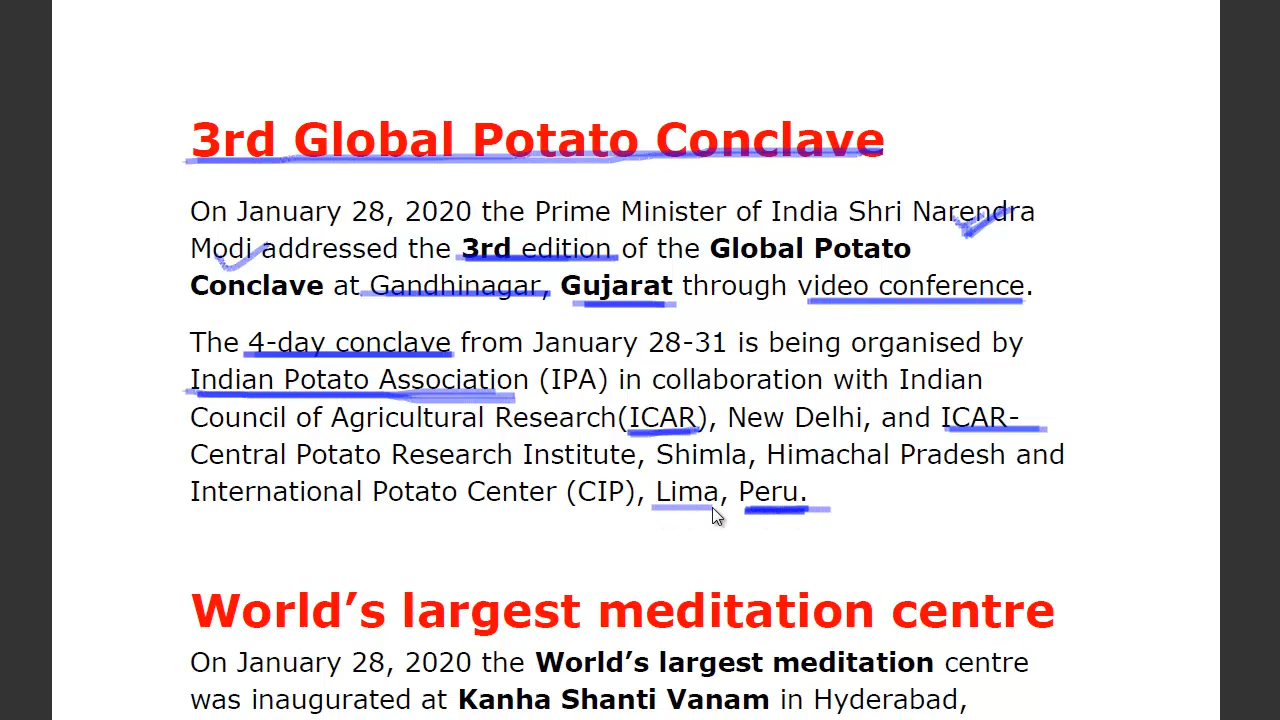 3rd Global Potato Conclave
On January 28, 2020 the Prime Minister of India Shri Narendra
Modi addressed the 3rd edition of the Global Potato
Conclave at Gandhinagar, Gujarat through video conference.
The 4-day conclave from January 28-31 is being organised by
Indian Potato Association (IPA) in collaboration with Indian
Council of Agricultural Research(ICAR), New Delhi, and ICAR-
Central Potato Research Institute, Shimla, Himachal Pradesh and
International Potato Center (CIP), Lima, Peru.
World’s largest meditation centre
On January 28, 2020 the World’s largest meditation centre
was inaugurated at Kanha Shanti Vanam in Hyderabad,